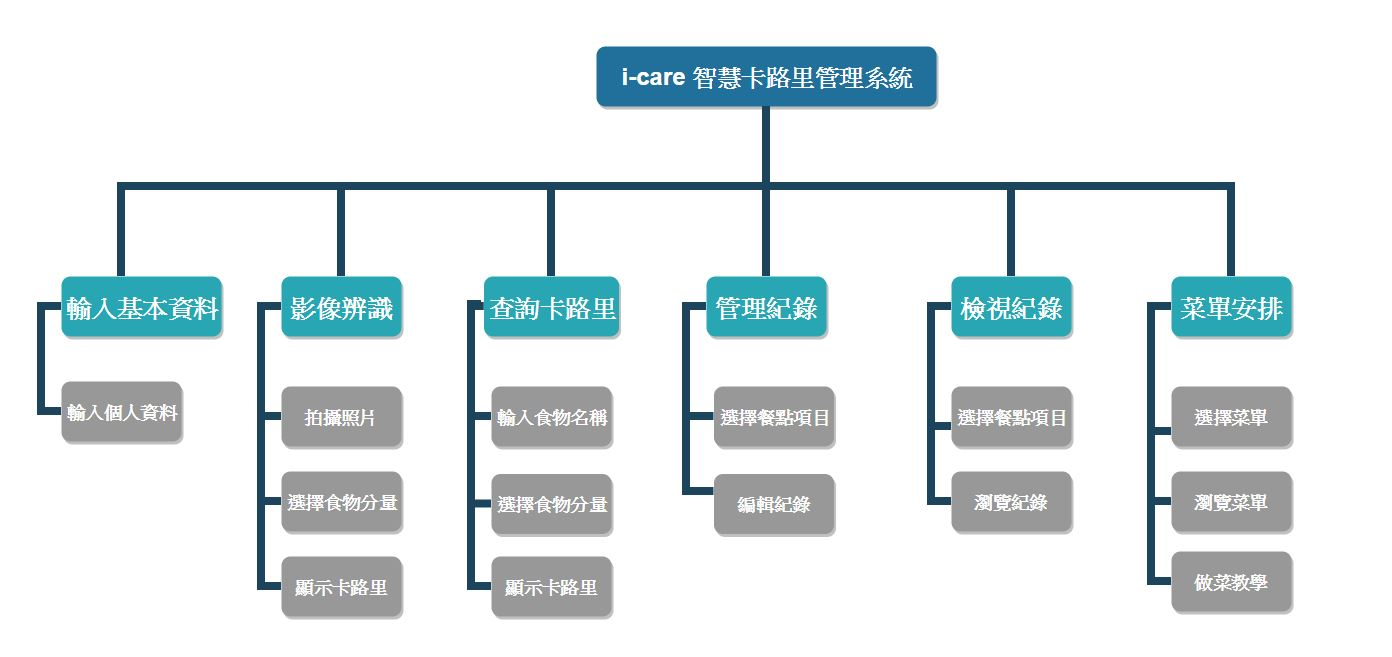 i-care 智慧卡路里管理系統
輸入基本資料
影像辨識
查詢卡路里
管理紀錄
檢視紀錄
菜單安排
輸入個人資料
拍攝照片
輸入食物名稱
選擇餐點項目
選擇餐點項目
選擇菜單
選擇食物分量
選擇食物分量
編輯紀錄
瀏覽紀錄
瀏覽菜單
顯示卡路里
顯示卡路里
做菜教學